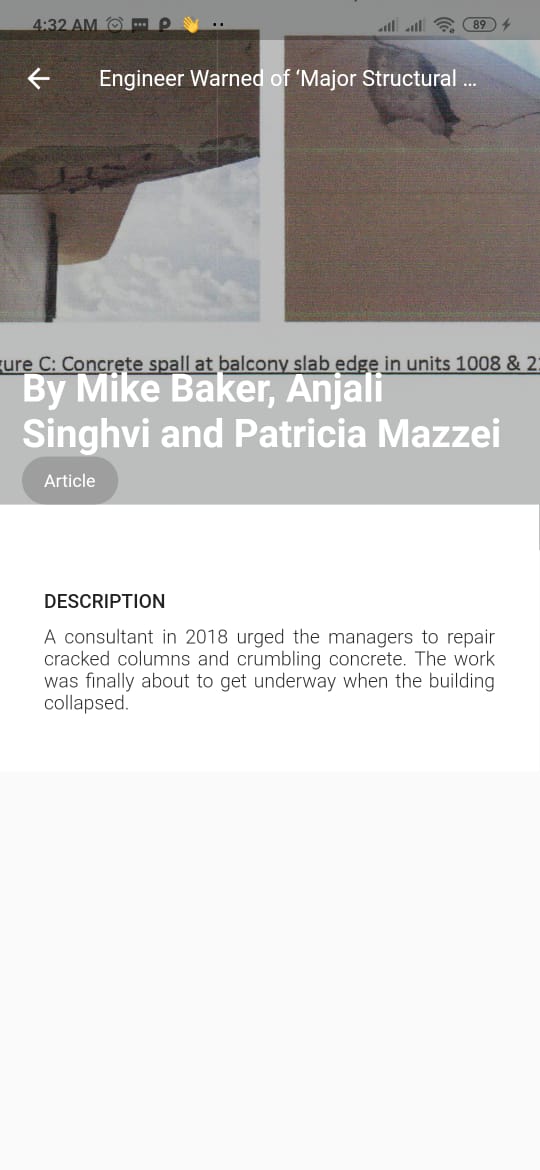 4:32 AM
89
Engineer Warned of ‘Major Structural ...
ure C: Concrete spall at balcony slab edge in units 1008 & 2
By Mike Baker, Anjali
Singhvi and Patricia Mazzei
Article
DESCRIPTION
A consultant in 2018 urged the managers to repair
cracked columns and crumbling concrete. The work
was finally about to get underway when the building
collapsed.